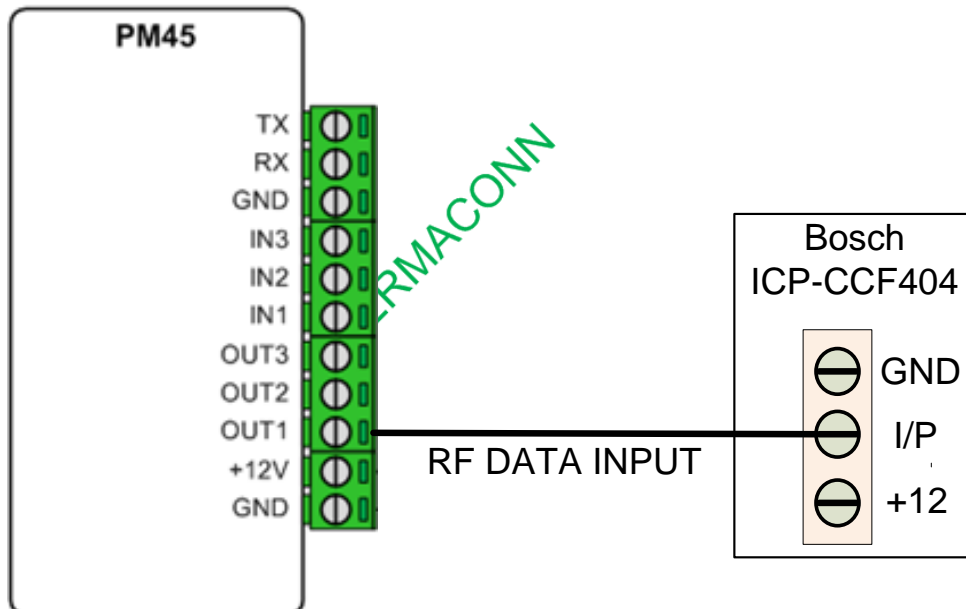 PM45
TX
RX
GND
IN3
IN2
IN1
OUT3
OUT2
OUT1
+12V
GND
RF DATA INPUT
Bosch
ICP-CCF404
GND
I/P
+12